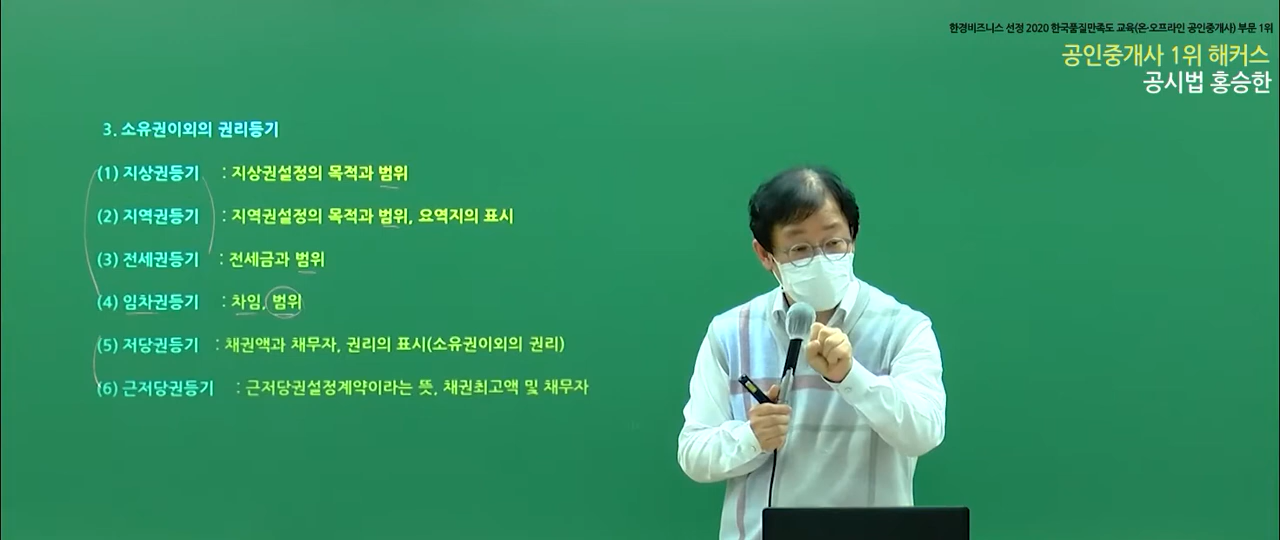 한경비즈니스 선정 2020 한국품질만족도 교육(온·오프라인 공인중개사) 부문 1위
공인중개사 1위 해커스
공시법 홍승한
3. 소유권이외의 권리등기
(1) 지상권등기 : 지상권설정의 목적과 범위
(2) 지역권등기 : 지역권설정의 목적과 범위, 요역지의 표시
(3) 전세권등기 : 전세금과 범위
(4) 임차권등기 : 차임, 범위
(5) 저당권등기 : 채권액과 채무자, 권리의 표시(소유권이외의 권리)
(6) 근저당권등기 : 근저당권설정계약이라는 뜻, 채권최고액 및 채무자